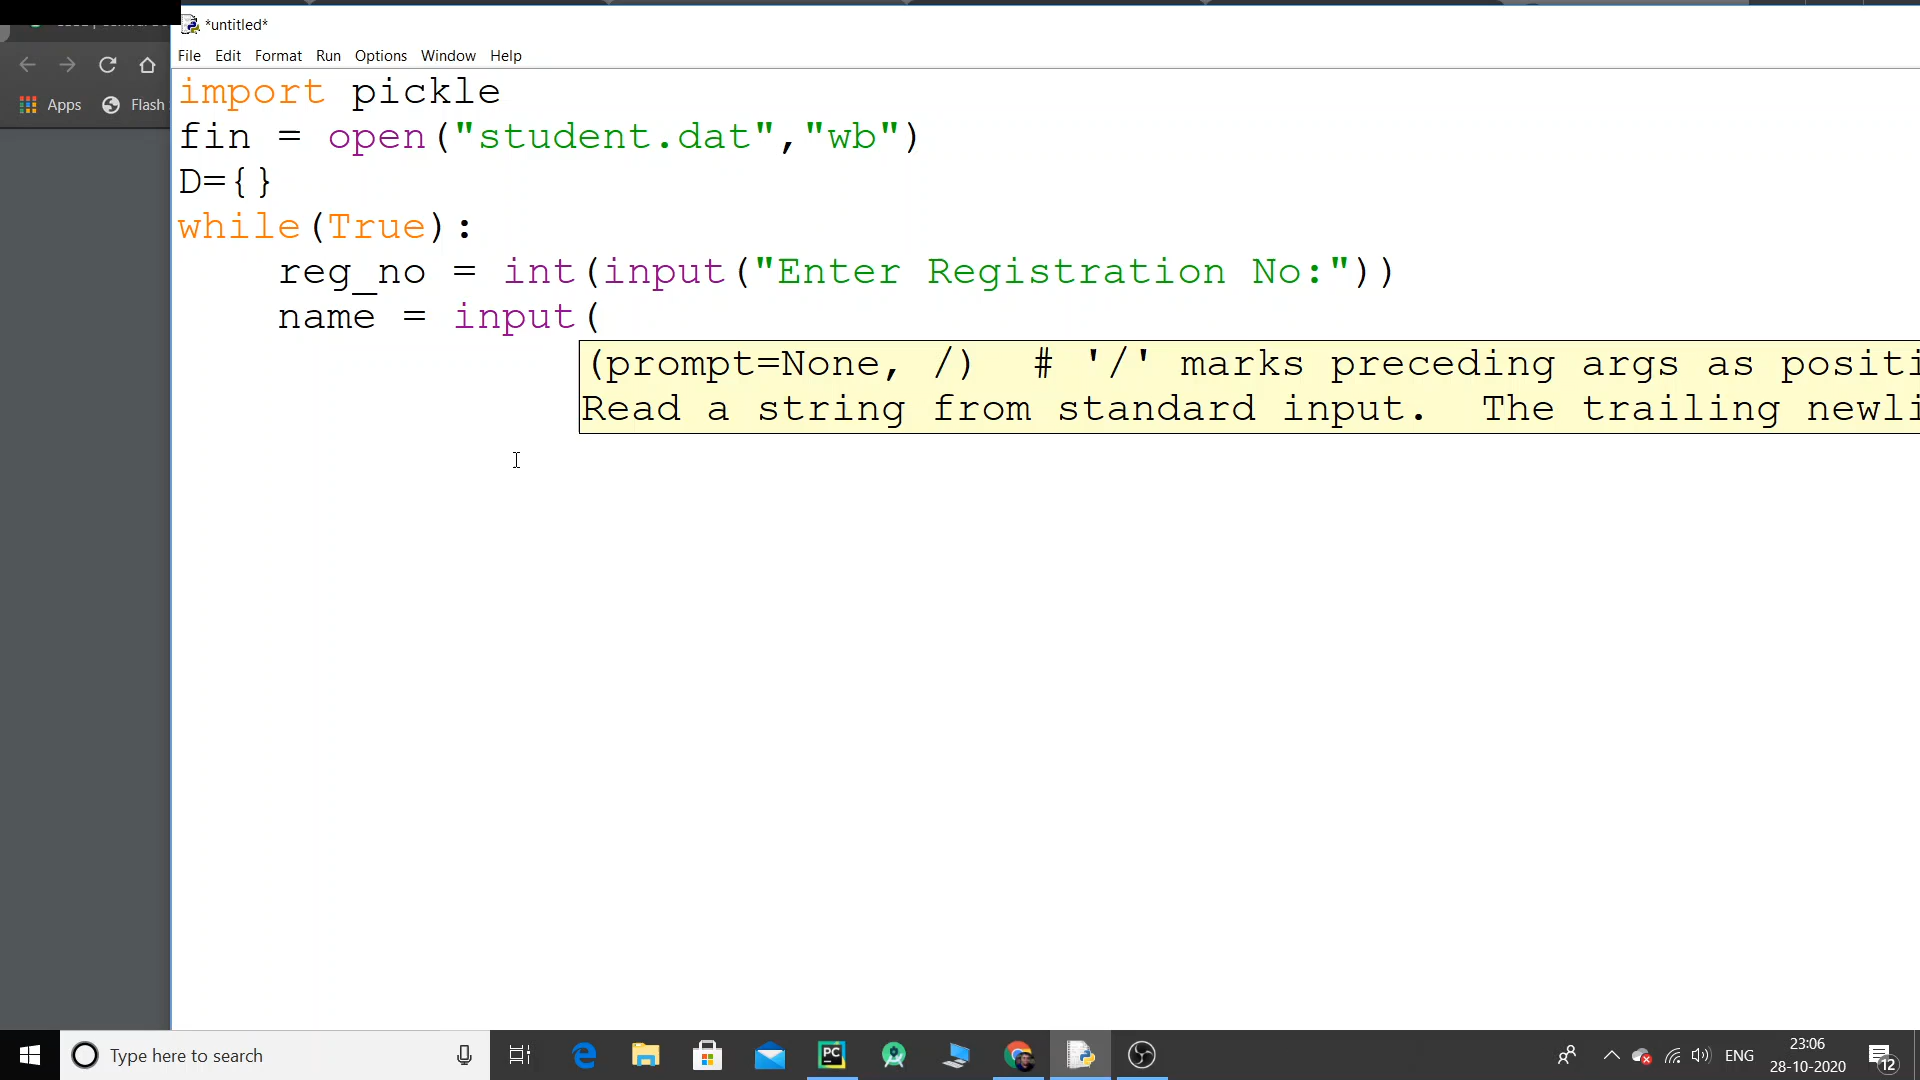 *untitled*
File Edit Format Run Options Window Help
Apps Flash
import pickle
fin = open("student.dat","wb")
D={}
while(True):
reg_no = int(input("Enter Registration No:"))
name = input(
(prompt=None, /)  # '/' marks preceding args as positi
Read a string from standard input.  The trailing newli
Type here to search
ENG
23:06
28-10-2020
12